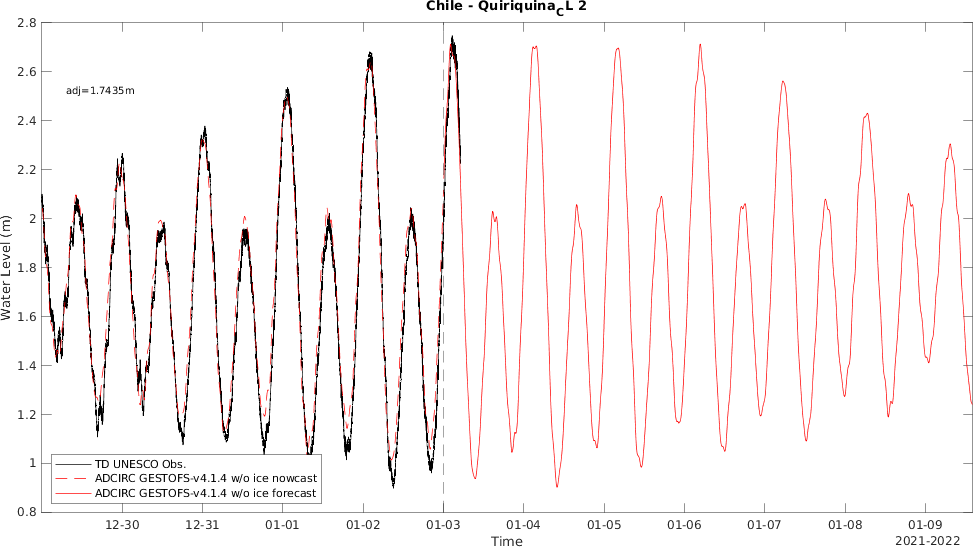 Chile - Quiriquina_CL 2
2.8
2.6
2.4
2.2
2
1.8
1.6
1.4
1.2
1
0.8
Water Level (m)
adj=1.7435m
TD UNESCO Obs.
ADCIRC GESTOFS-v4.1.4 w/o ice nowcast
ADCIRC GESTOFS-v4.1.4 w/o ice forecast
12-30 12-31 01-01 01-02 01-03 01-04 01-05 01-06 01-07 01-08 01-09
Time
2021-2022